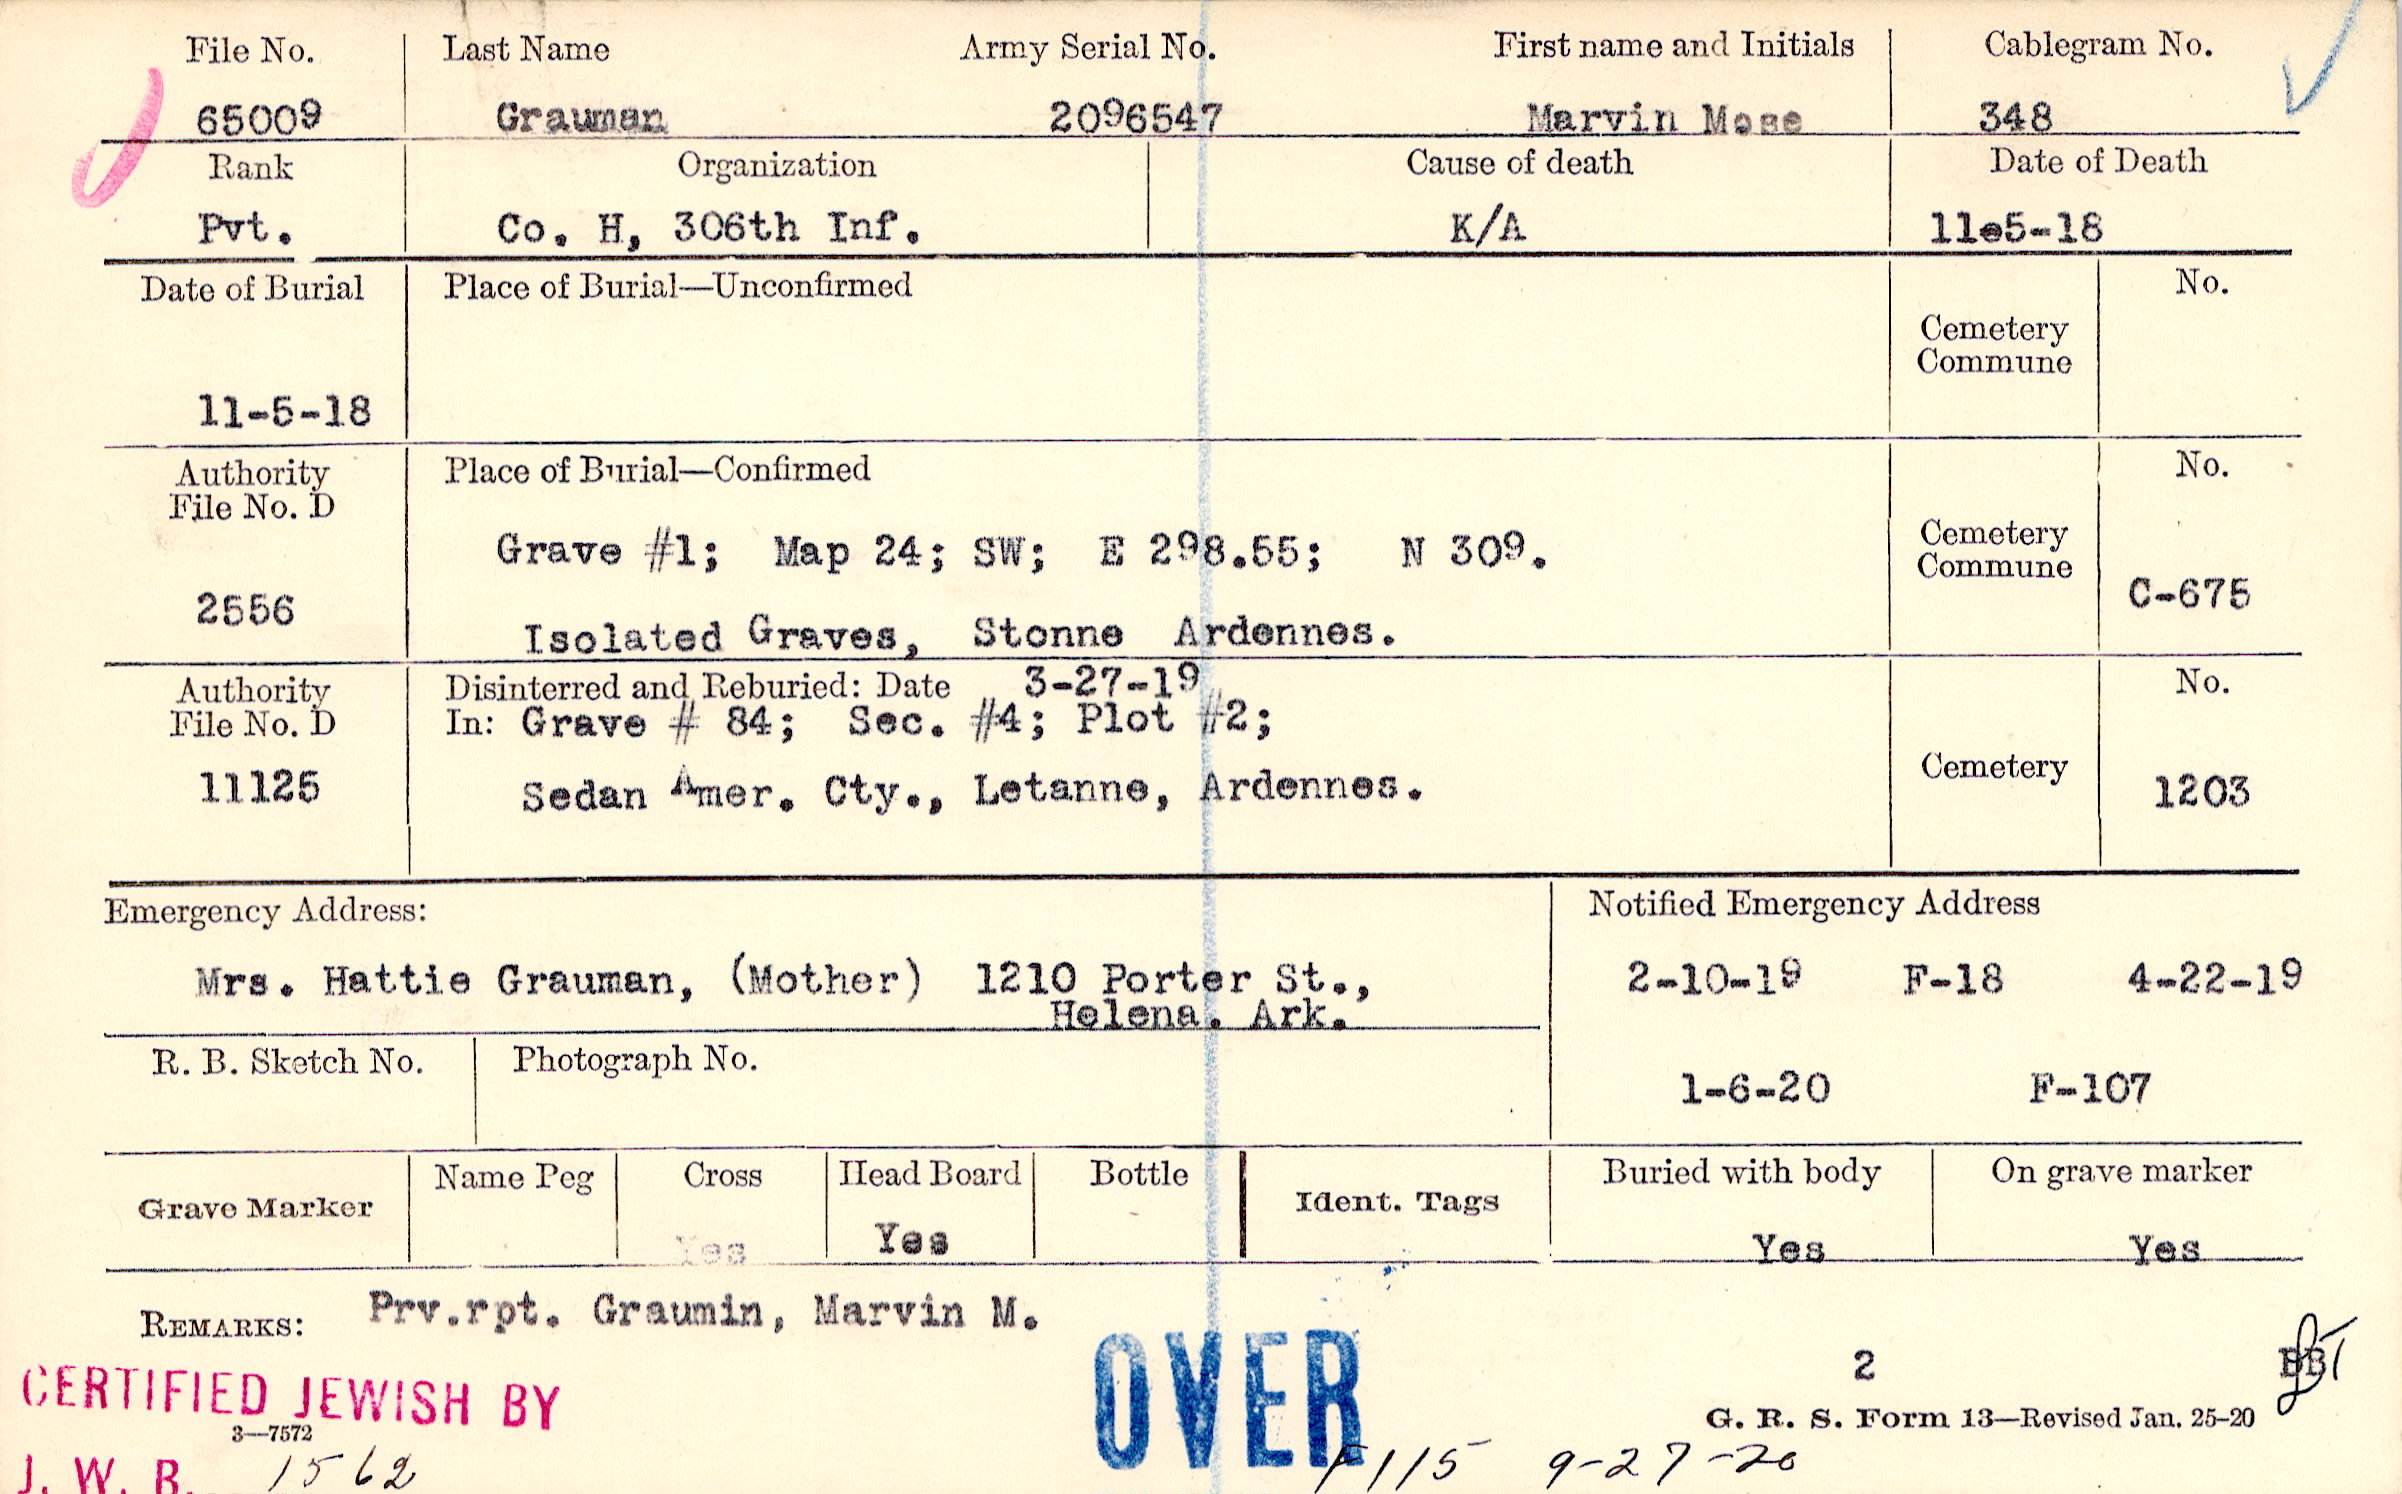 File No. Last Name Army Serial No. First name and Initials Cablegram No.
65009 Grauman 2096547 Marvin Mose 348
Rank Organization Cause of death Date of Death
Pvt. Co. H, 306th Inf. K/A 11e5-18
Date of Burial Place of Burial—Unconfirmed No.
Cemetery
Commune
11-5-18
Authority Place of Burial—Confirmed No.
File No. D
Grave #1; Map 24; SW; E 298.55; N 309. Cemetery
Commune
2556 C-675
Isolated Graves, Stonne Ardennes.
Authority Disinterred and Reburied: Date 3-27-19 No.
File No. D In: Grave # 84; Sec. #4; Plot #2;
Cemetery
11125 Sedan Amer. Cty., Letanne, Ardennes. 1203
Emergency Address: Notified Emergency Address
Mrs. Hattie Grauman, (Mother) 1210 Porter St., 2-10-19 F-18 4-22-19
Helena. Ark.
R. B. Sketch No. Photograph No.
1-6-20 F-107
Name Peg Cross Head Board Bottle Buried with body On grave marker
Grave Marker Ident. Tags
Yes Yes Yes Yes
REMARKS: Prv.rpt. Graumin, Marvin M.
OVER
2
CERTIFIED JEWISH BY
3—7572
G. R. S. Form 13—Revised Jan. 25-20
J. W. B. 1562
F115 9-27-20